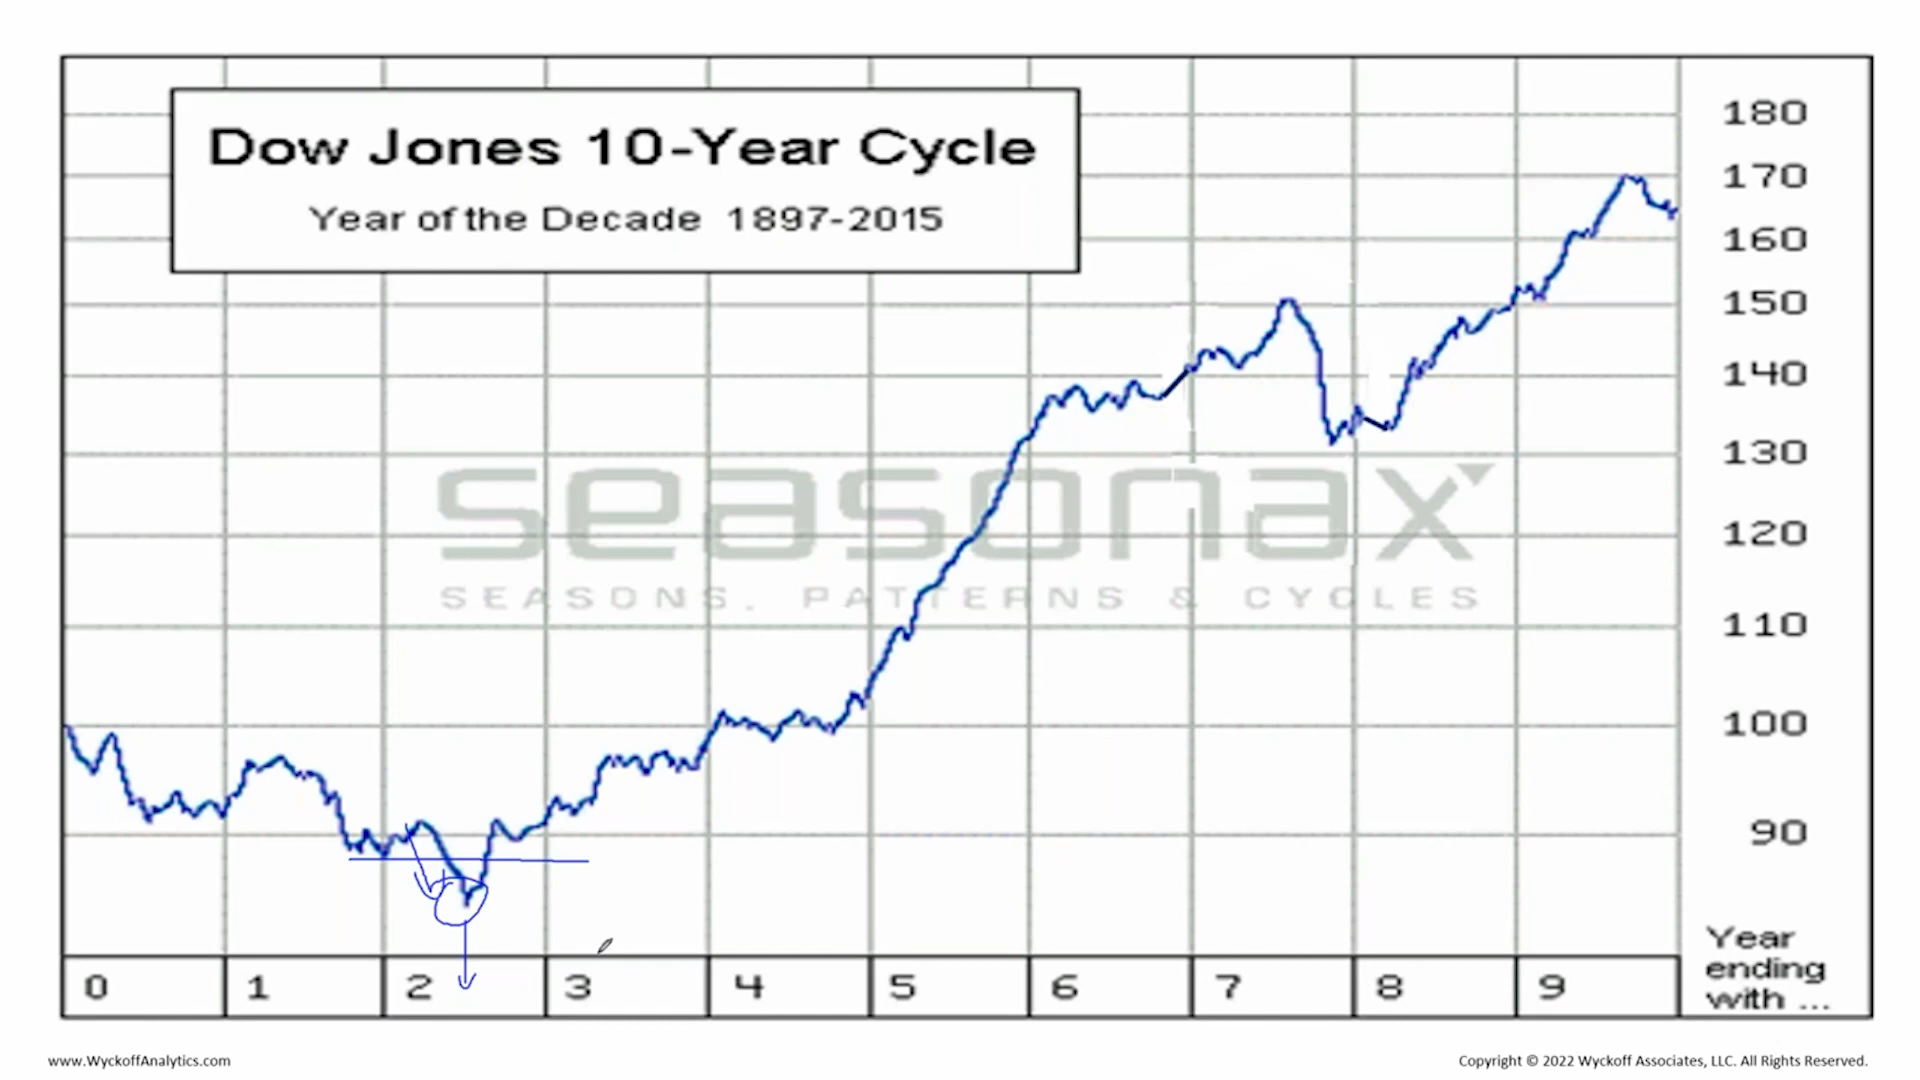 Dow Jones 10-Year Cycle
Year of the Decade 1897-2015
180
170
160
150
140
130
120
110
100
90
seasonax
SEASONS, PATTERNS & CYCLES
Year
ending
with ...
0 1 2 3 4 5 6 7 8 9
www.WyckoffAnalytics.com
Copyright © 2022 Wyckoff Associates, LLC. All Rights Reserved.